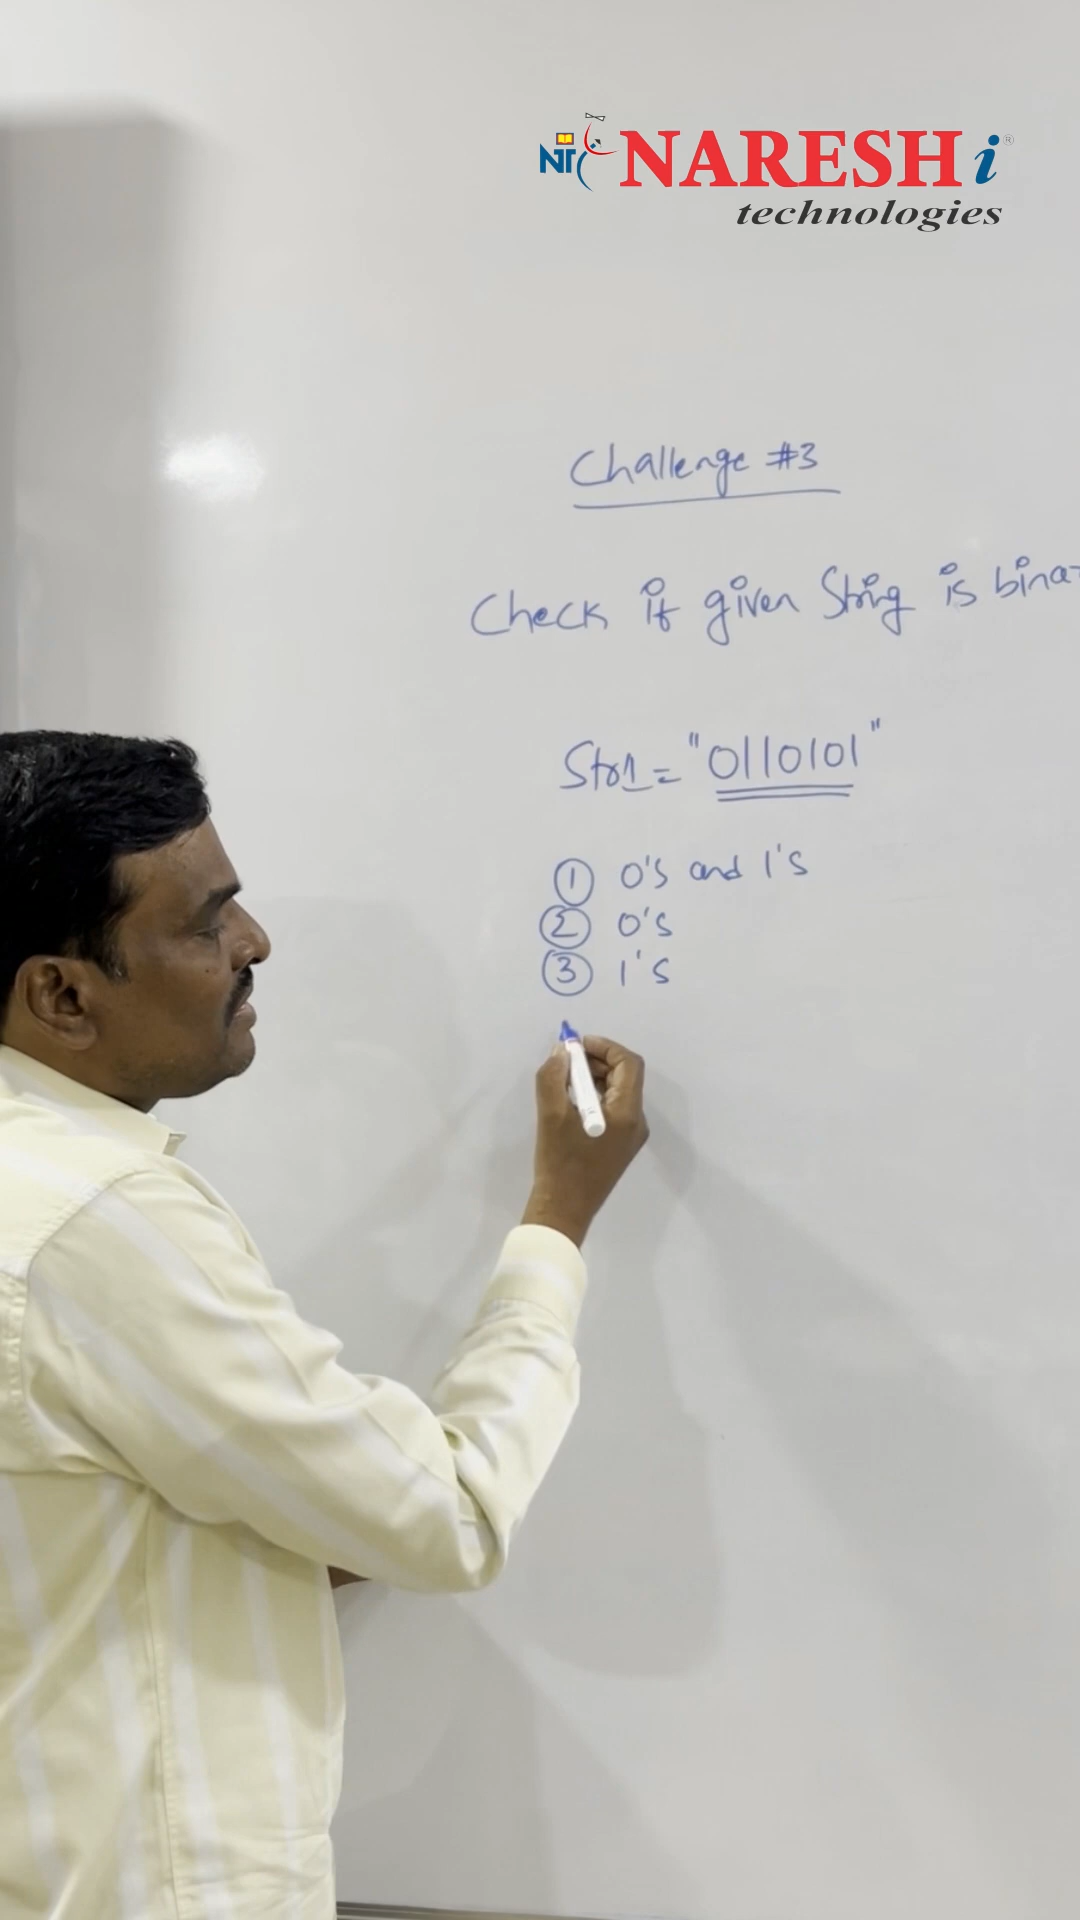 NT NARESH i ®
technologies
Challenge #3
Check if given String is bina
Str1 = "0110101"
1 0's and 1's
2 0's
3 1's